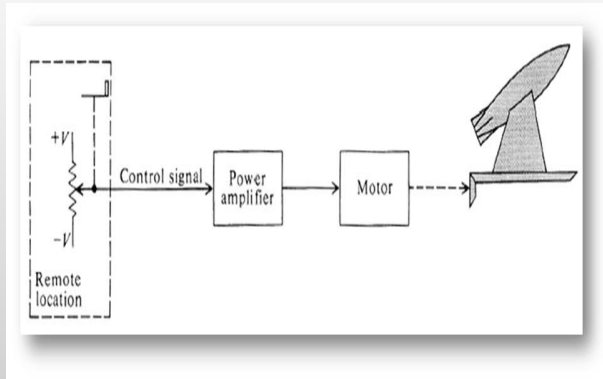 +V
Control signal
Power
amplifier
Motor
-V
Remote
location